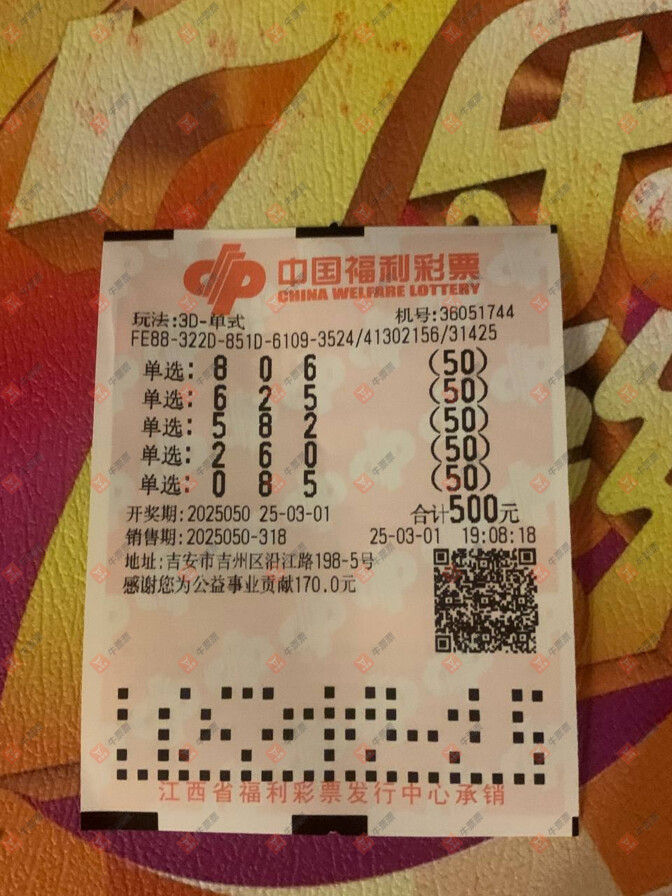 中国福利彩票
CHINA WELFARE LOTTERY
玩法:3D-单式 机号:36051744
FE88-322D-851D-6109-3524/41302156/31425
单选: 8 0 6 (50)
单选: 6 2 5 (50)
单选: 5 8 2 (50)
单选: 2 6 0 (50)
单选: 0 8 5 (50)
开奖期:2025050 25-03-01 合计500元
销售期:2025050-318 25-03-01 19:08:18
地址:吉安市吉州区沿江路198-5号
感谢您为公益事业贡献170.0元
江西省福利彩票发行中心承销